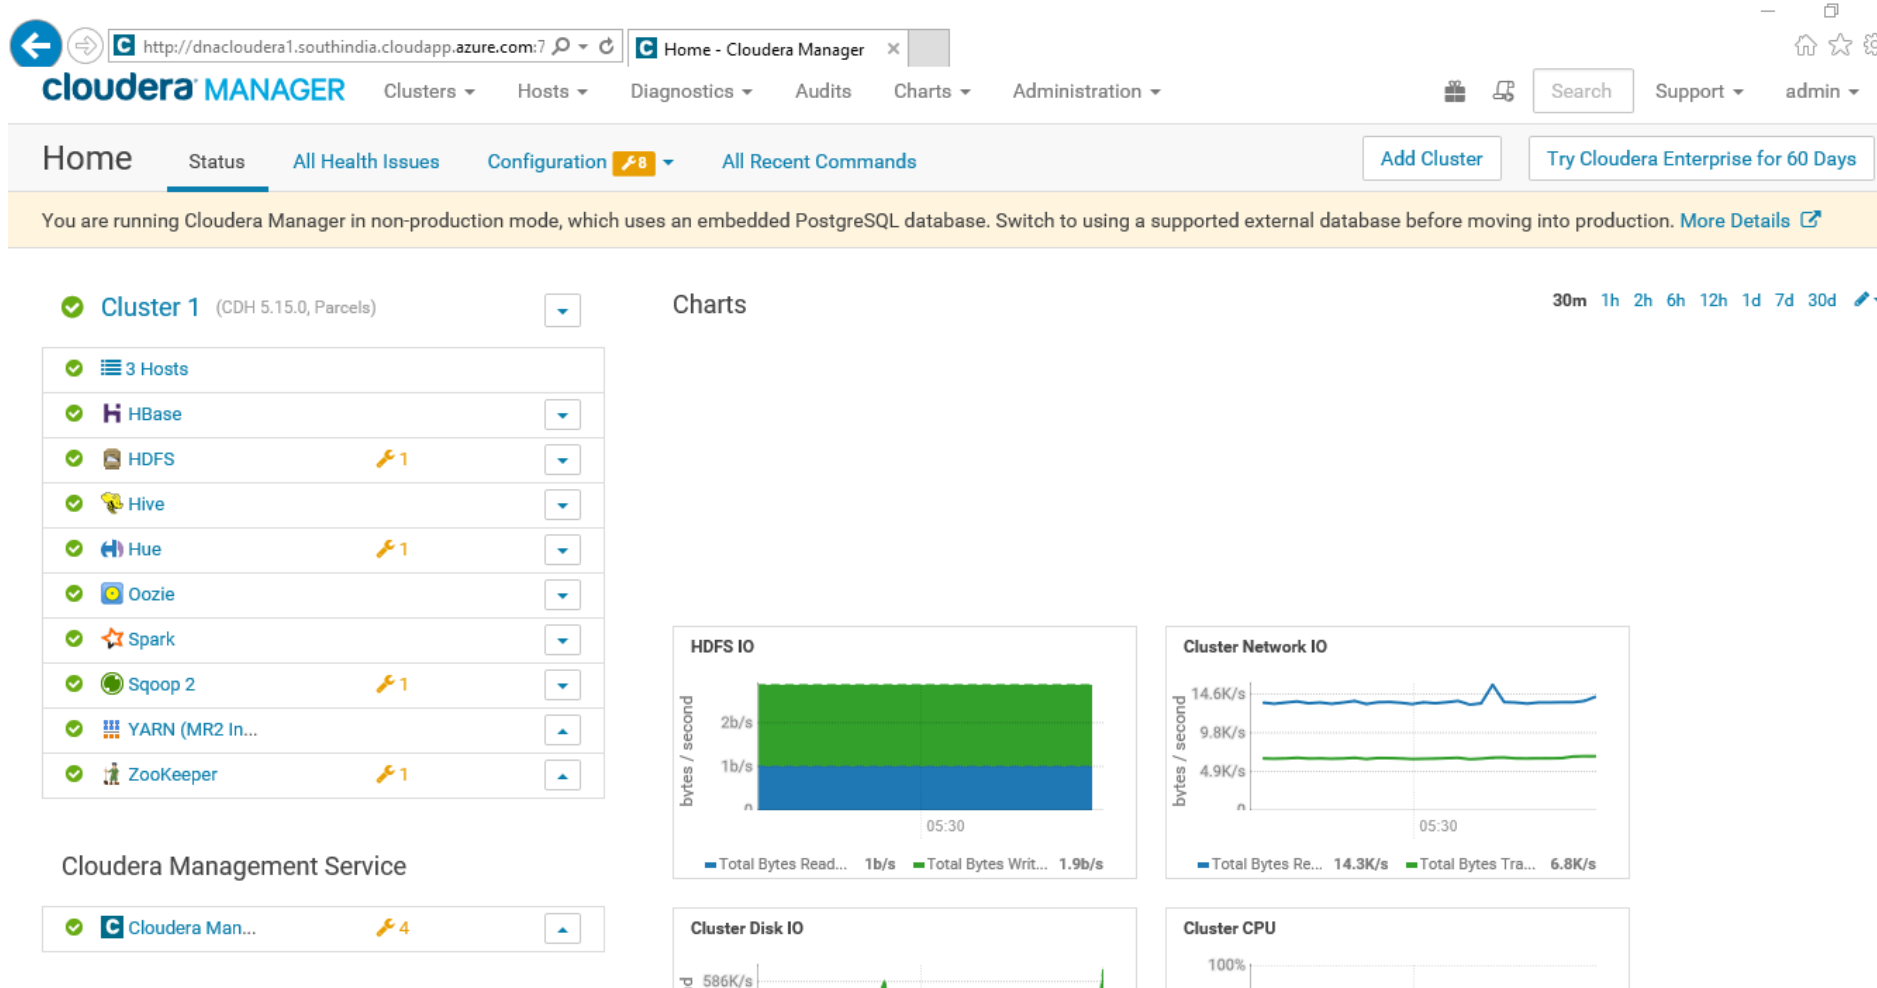 http://dnacloudera1.southindia.cloudapp.azure.com:7
Home - Cloudera Manager
cloudera MANAGER Clusters Hosts Diagnostics Audits Charts Administration Search Support admin
Home Status All Health Issues Configuration 8 All Recent Commands Add Cluster Try Cloudera Enterprise for 60 Days
You are running Cloudera Manager in non-production mode, which uses an embedded PostgreSQL database. Switch to using a supported external database before moving into production. More Details
Cluster 1 (CDH 5.15.0, Parcels)
3 Hosts
HBase
HDFS 1
Hive
Hue 1
Oozie
Spark
Sqoop 2 1
YARN (MR2 In...
ZooKeeper 1
Cloudera Management Service
Cloudera Man... 4
Charts
30m 1h 2h 6h 12h 1d 7d 30d
HDFS IO
bytes / second
2b/s
1b/s
0
05:30
Total Bytes Read... 1b/s Total Bytes Writ... 1.9b/s
Cluster Network IO
bytes / second
14.6K/s
9.8K/s
4.9K/s
0
05:30
Total Bytes Re... 14.3K/s Total Bytes Tra... 6.8K/s
Cluster Disk IO
586K/s
Cluster CPU
100%